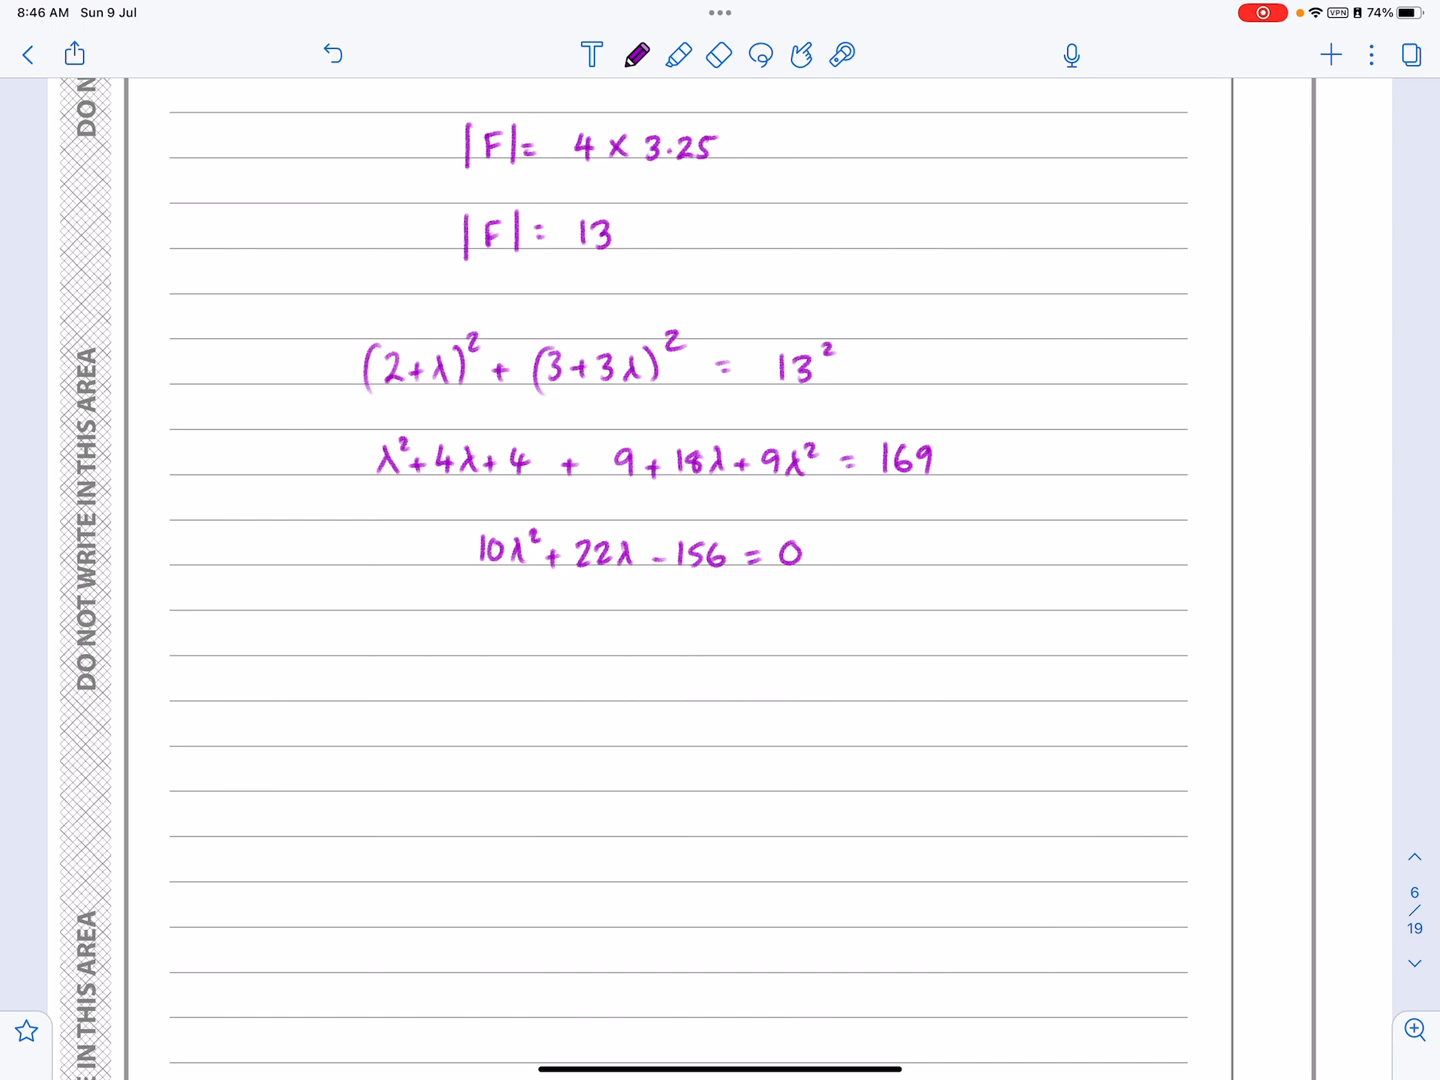 8:46 AM Sun 9 Jul
VPN 74%
T
DO N
|F| = 4 × 3.25
|F| = 13
(2+λ)² + (3+3λ)² = 13²
λ²+4λ+4 + 9+18λ+9λ² = 169
10λ²+22λ-156 = 0
DO NOT WRITE IN THIS AREA
IN THIS AREA
6
/
19